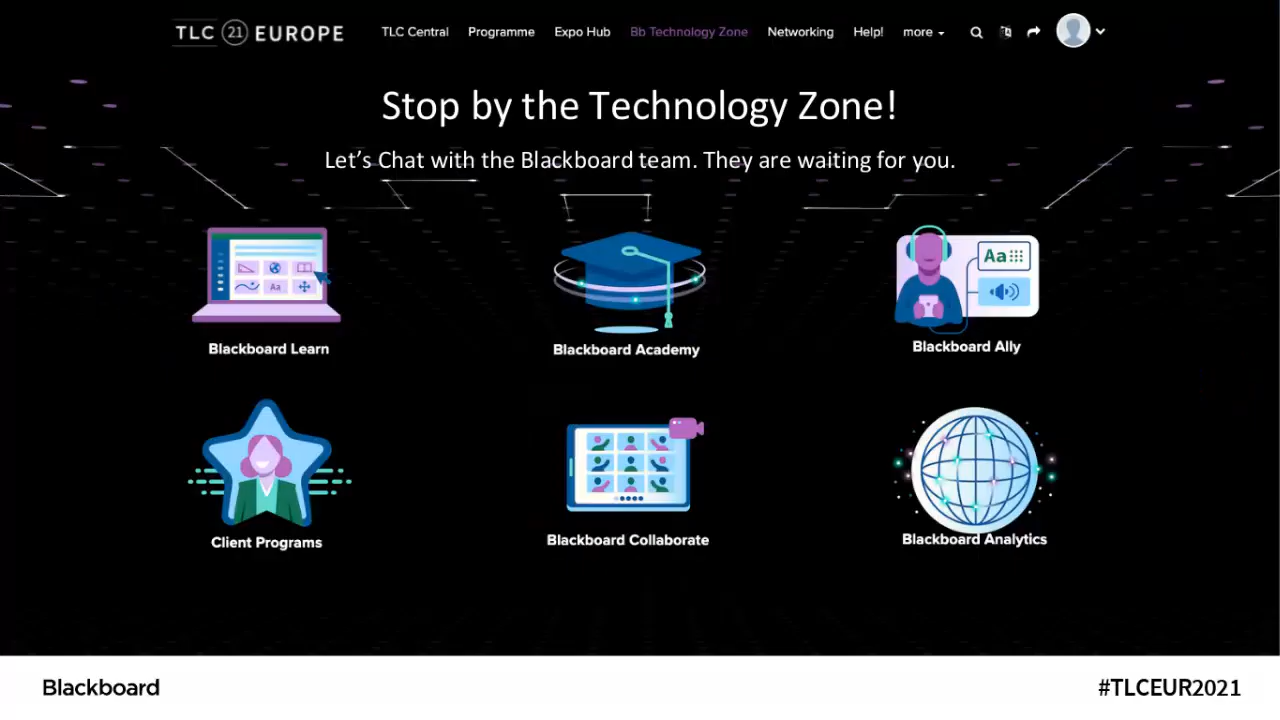 TLC 21 EUROPE
TLC Central Programme Expo Hub Bb Technology Zone Networking Help! more
Stop by the Technology Zone!
Let’s Chat with the Blackboard team. They are waiting for you.
Aa
Aa
Blackboard Learn
Blackboard Academy
Blackboard Ally
Client Programs
Blackboard Collaborate
Blackboard Analytics
Blackboard
#TLCEUR2021